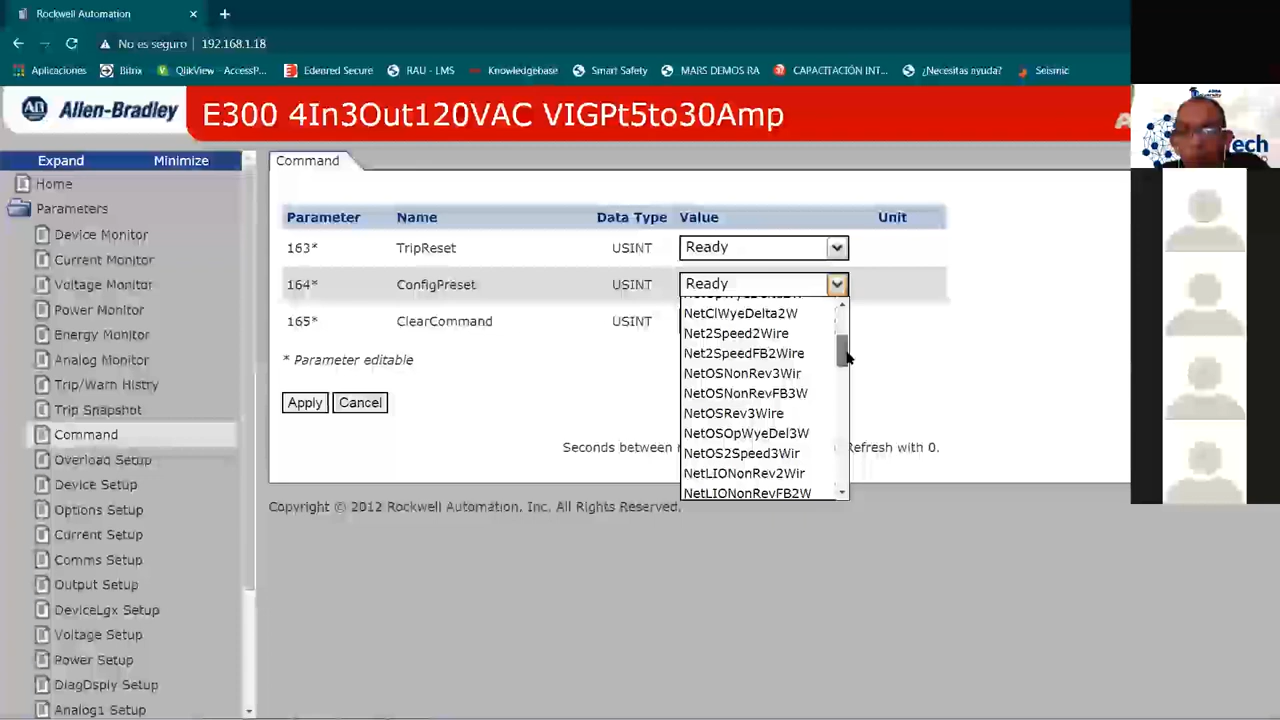 Rockwell Automation
No es seguro 192.168.1.18
Aplicaciones Bitrix QlikView - AccessP... Edenred Secure RAU - LMS Knowledgebase Smart Safety MARS DEMOS RA CAPACITACIÓN INT... ¿Necesitas ayuda? Seismic
AB Allen-Bradley E300 4In3Out120VAC VIGPt5to30Amp
Expand Minimize
Home
Parameters
Device Monitor
Current Monitor
Voltage Monitor
Power Monitor
Energy Monitor
Analog Monitor
Trip/Warn Histry
Trip Snapshot
Command
Overload Setup
Device Setup
Options Setup
Current Setup
Comms Setup
Output Setup
DeviceLgx Setup
Voltage Setup
Power Setup
DiagDsply Setup
Analog1 Setup
Command
Parameter Name Data Type Value Unit
163* TripReset USINT Ready
164* ConfigPreset USINT Ready
165* ClearCommand USINT
NetClWyeDelta2W
Net2Speed2Wire
Net2SpeedFB2Wire
NetOSNonRev3Wir
NetOSNonRevFB3W
NetOSRev3Wire
NetOSOpWyeDel3W
NetOS2Speed3Wir
NetLIONonRev2Wir
NetLIONonRevFB2W
* Parameter editable
Apply Cancel
Seconds between Refresh with 0.
Copyright © 2012 Rockwell Automation, Inc. All Rights Reserved.